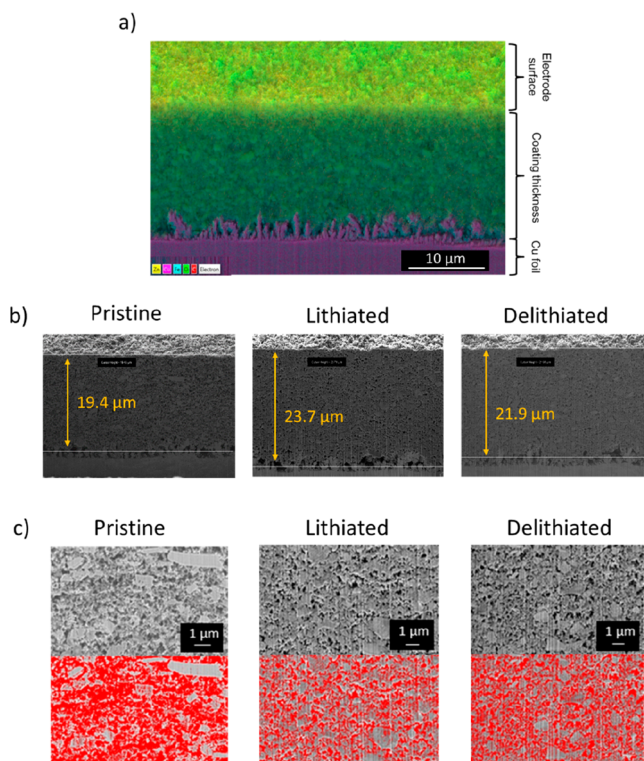 a)
Electrode
surface
Coating thickness
Cu foil
10 µm
Electron
b)
Pristine
Lithiated
Delithiated
19.4 µm
23.7 µm
21.9 µm
c)
Pristine
Lithiated
Delithiated
1 µm
1 µm
1 µm